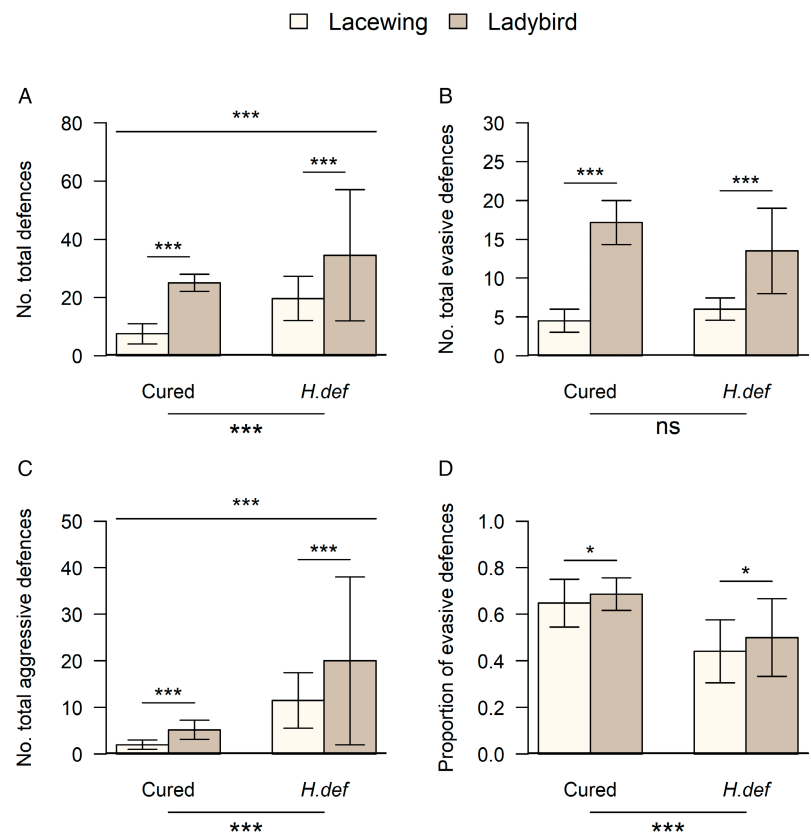 Lacewing Ladybird
A
No. total defences
80
60
40
20
0
***
***
***
Cured H.def
***
B
No. total evasive defences
30
25
20
15
10
5
0
***
***
Cured H.def
ns
C
No. total aggressive defences
50
40
30
20
10
0
***
***
***
Cured H.def
***
D
Proportion of evasive defences
1.0
0.8
0.6
0.4
0.2
0.0
*
*
Cured H.def
***